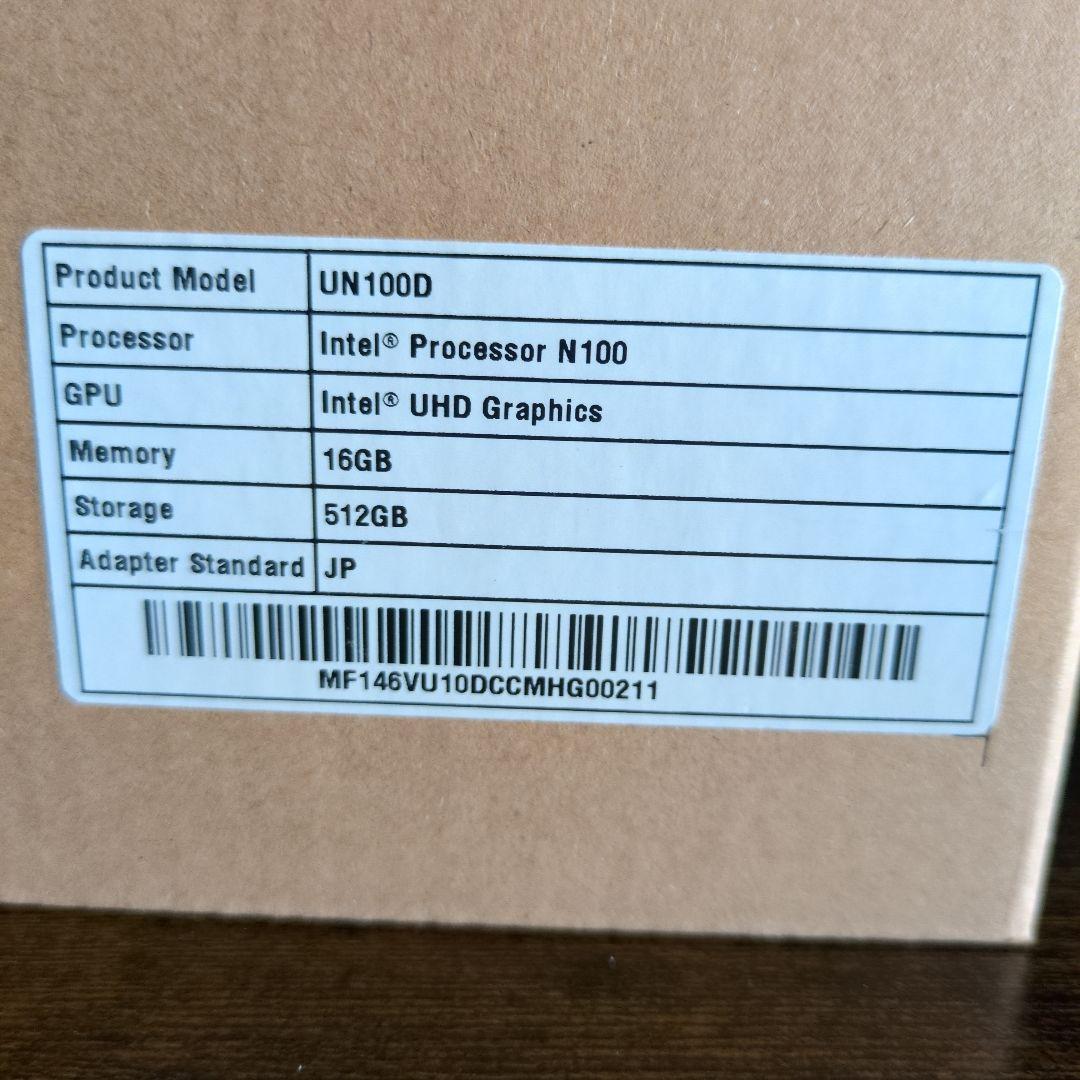 Product Model UN100D
Processor Intel® Processor N100
GPU Intel® UHD Graphics
Memory 16GB
Storage 512GB
Adapter Standard JP
MF146VU10DCCMHG00211